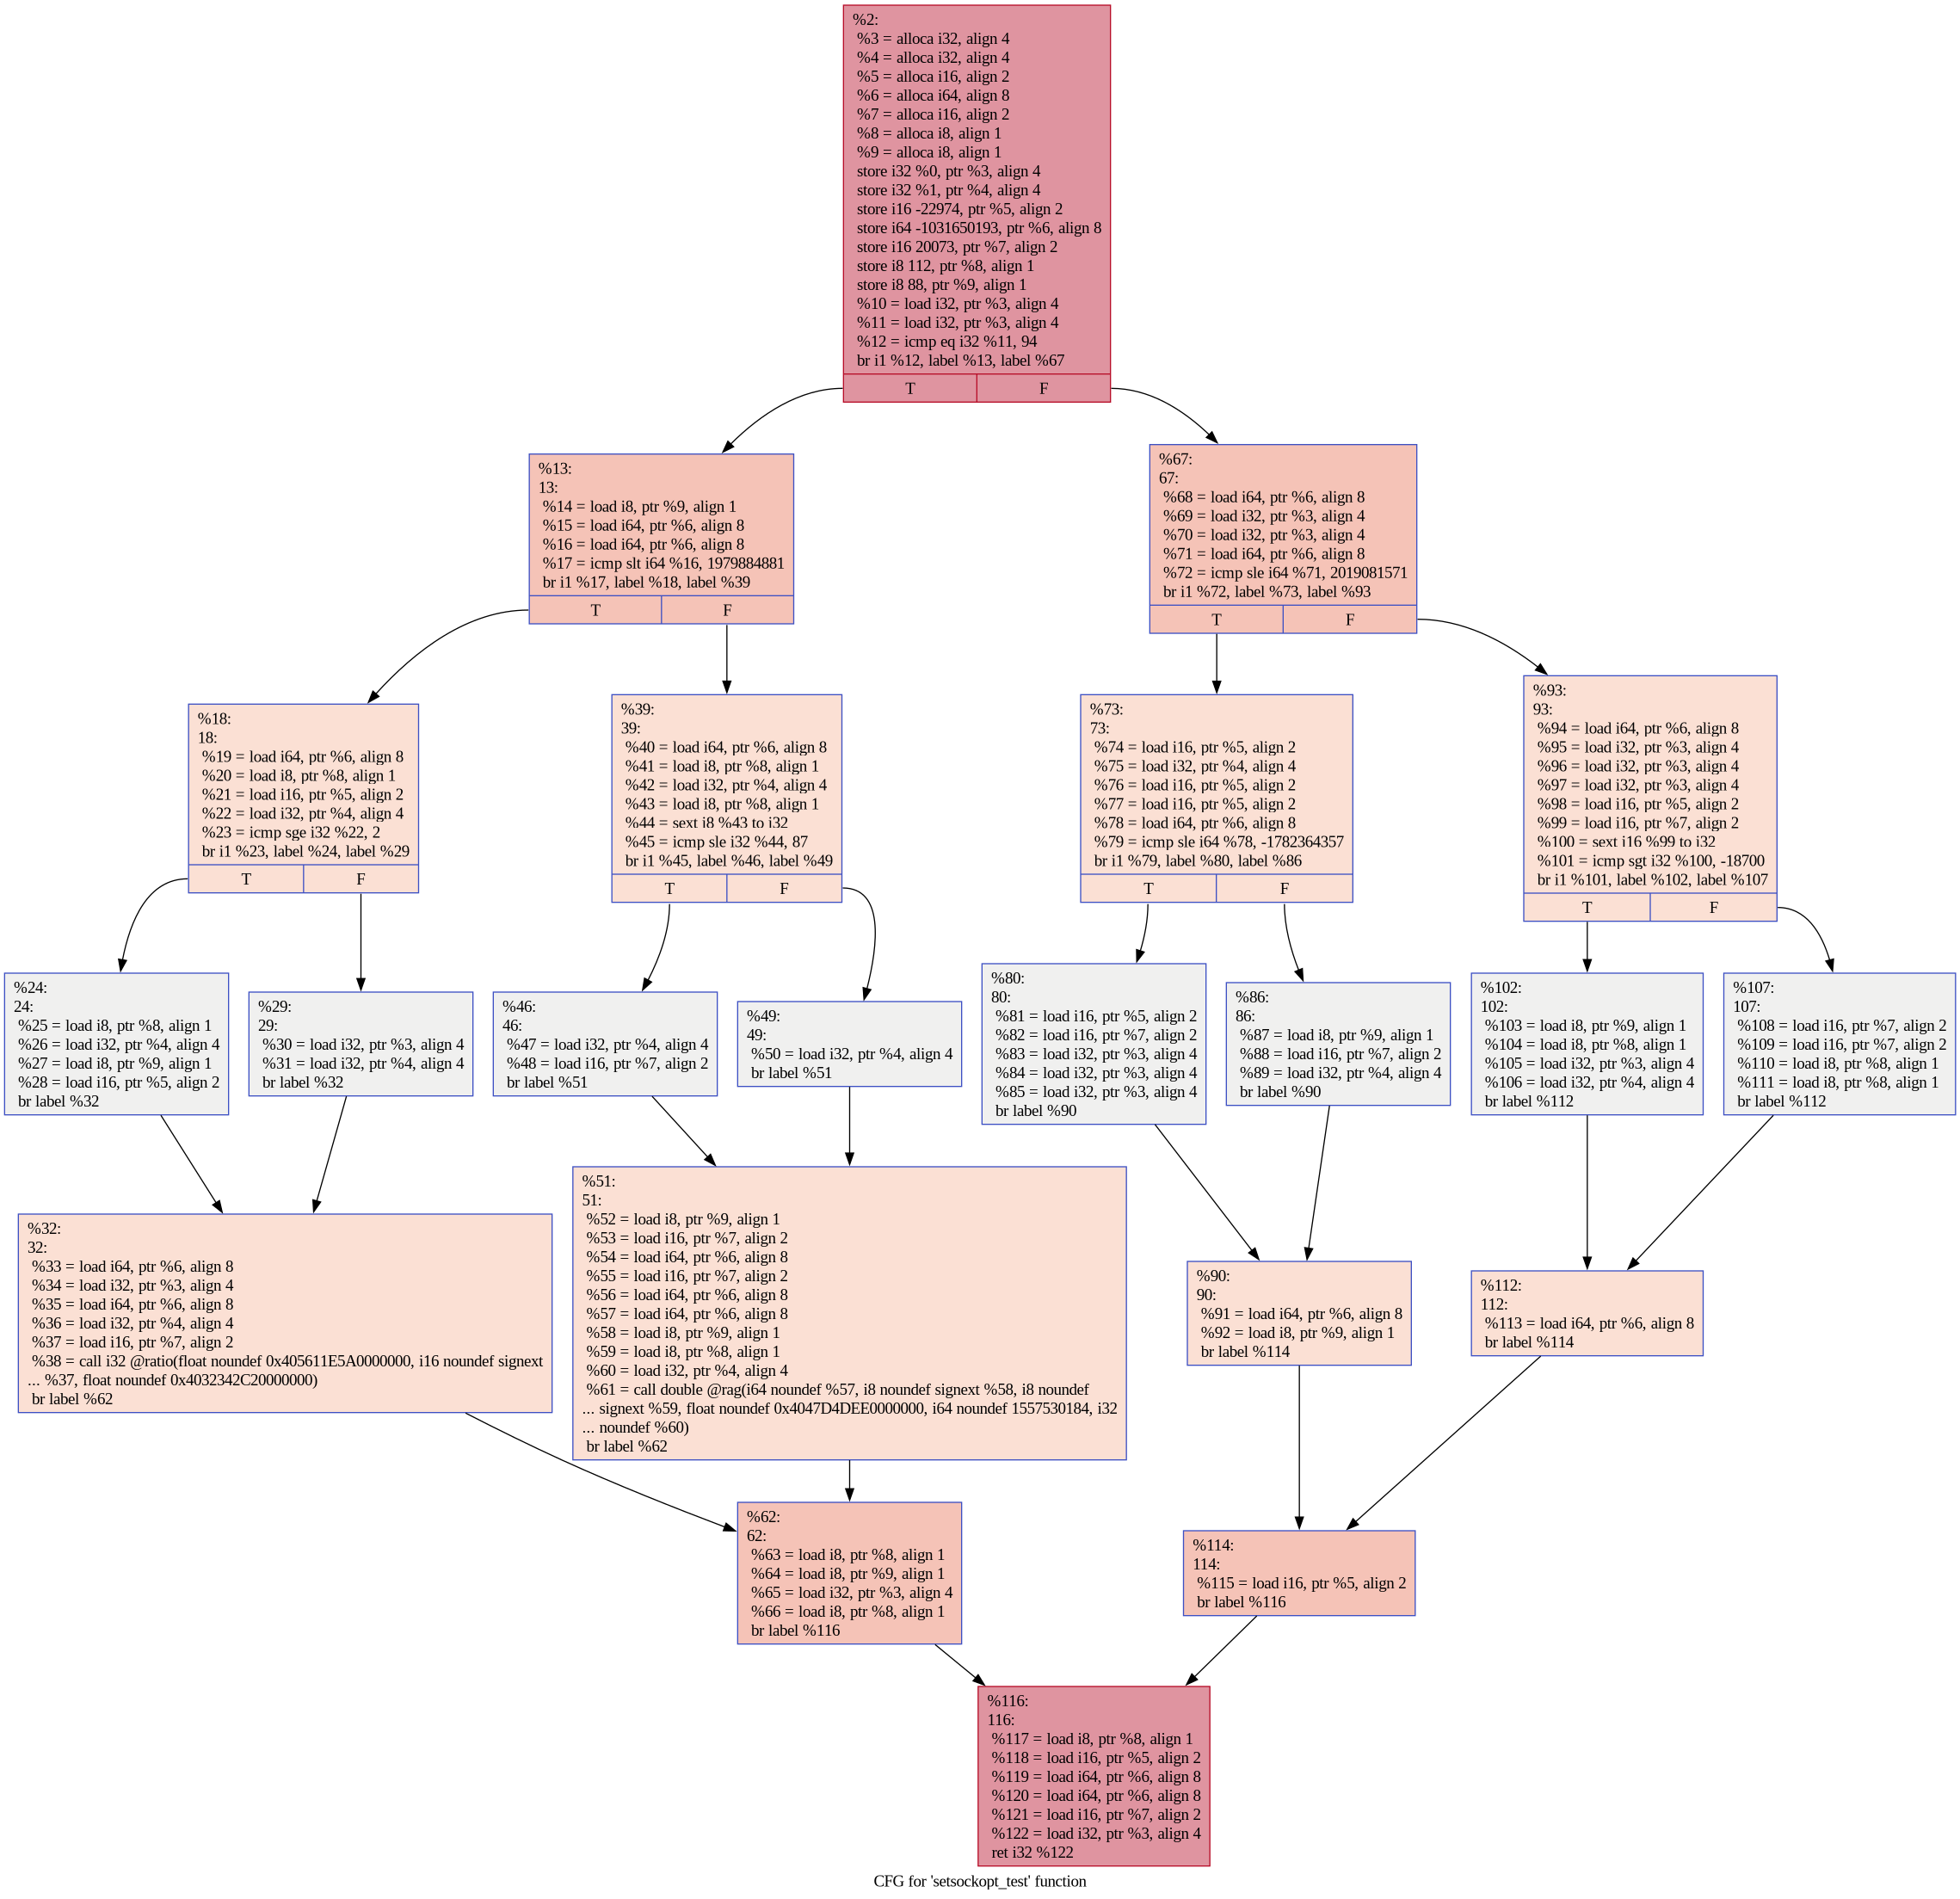 %2:
%3 = alloca i32, align 4
%4 = alloca i32, align 4
%5 = alloca i16, align 2
%6 = alloca i64, align 8
%7 = alloca i16, align 2
%8 = alloca i8, align 1
%9 = alloca i8, align 1
store i32 %0, ptr %3, align 4
store i32 %1, ptr %4, align 4
store i16 -22974, ptr %5, align 2
store i64 -1031650193, ptr %6, align 8
store i16 20073, ptr %7, align 2
store i8 112, ptr %8, align 1
store i8 88, ptr %9, align 1
%10 = load i32, ptr %3, align 4
%11 = load i32, ptr %3, align 4
%12 = icmp eq i32 %11, 94
br i1 %12, label %13, label %67
T
F
%13:
13:
%14 = load i8, ptr %9, align 1
%15 = load i64, ptr %6, align 8
%16 = load i64, ptr %6, align 8
%17 = icmp slt i64 %16, 1979884881
br i1 %17, label %18, label %39
T
F
%67:
67:
%68 = load i64, ptr %6, align 8
%69 = load i32, ptr %3, align 4
%70 = load i32, ptr %3, align 4
%71 = load i64, ptr %6, align 8
%72 = icmp sle i64 %71, 2019081571
br i1 %72, label %73, label %93
T
F
%18:
18:
%19 = load i64, ptr %6, align 8
%20 = load i8, ptr %8, align 1
%21 = load i16, ptr %5, align 2
%22 = load i32, ptr %4, align 4
%23 = icmp sge i32 %22, 2
br i1 %23, label %24, label %29
T
F
%39:
39:
%40 = load i64, ptr %6, align 8
%41 = load i8, ptr %8, align 1
%42 = load i32, ptr %4, align 4
%43 = load i8, ptr %8, align 1
%44 = sext i8 %43 to i32
%45 = icmp sle i32 %44, 87
br i1 %45, label %46, label %49
T
F
%73:
73:
%74 = load i16, ptr %5, align 2
%75 = load i32, ptr %4, align 4
%76 = load i16, ptr %5, align 2
%77 = load i16, ptr %5, align 2
%78 = load i64, ptr %6, align 8
%79 = icmp sle i64 %78, -1782364357
br i1 %79, label %80, label %86
T
F
%93:
93:
%94 = load i64, ptr %6, align 8
%95 = load i32, ptr %3, align 4
%96 = load i32, ptr %3, align 4
%97 = load i32, ptr %3, align 4
%98 = load i16, ptr %5, align 2
%99 = load i16, ptr %7, align 2
%100 = sext i16 %99 to i32
%101 = icmp sgt i32 %100, -18700
br i1 %101, label %102, label %107
T
F
%24:
24:
%25 = load i8, ptr %8, align 1
%26 = load i32, ptr %4, align 4
%27 = load i8, ptr %9, align 1
%28 = load i16, ptr %5, align 2
br label %32
%29:
29:
%30 = load i32, ptr %3, align 4
%31 = load i32, ptr %4, align 4
br label %32
%46:
46:
%47 = load i32, ptr %4, align 4
%48 = load i16, ptr %7, align 2
br label %51
%49:
49:
%50 = load i32, ptr %4, align 4
br label %51
%80:
80:
%81 = load i16, ptr %5, align 2
%82 = load i16, ptr %7, align 2
%83 = load i32, ptr %3, align 4
%84 = load i32, ptr %3, align 4
%85 = load i32, ptr %3, align 4
br label %90
%86:
86:
%87 = load i8, ptr %9, align 1
%88 = load i16, ptr %7, align 2
%89 = load i32, ptr %4, align 4
br label %90
%102:
102:
%103 = load i8, ptr %9, align 1
%104 = load i8, ptr %8, align 1
%105 = load i32, ptr %3, align 4
%106 = load i32, ptr %4, align 4
br label %112
%107:
107:
%108 = load i16, ptr %7, align 2
%109 = load i16, ptr %7, align 2
%110 = load i8, ptr %8, align 1
%111 = load i8, ptr %8, align 1
br label %112
%32:
32:
%33 = load i64, ptr %6, align 8
%34 = load i32, ptr %3, align 4
%35 = load i64, ptr %6, align 8
%36 = load i32, ptr %4, align 4
%37 = load i16, ptr %7, align 2
%38 = call i32 @ratio(float noundef 0x405611E5A0000000, i16 noundef signext
... %37, float noundef 0x4032342C20000000)
br label %62
%51:
51:
%52 = load i8, ptr %9, align 1
%53 = load i16, ptr %7, align 2
%54 = load i64, ptr %6, align 8
%55 = load i16, ptr %7, align 2
%56 = load i64, ptr %6, align 8
%57 = load i64, ptr %6, align 8
%58 = load i8, ptr %9, align 1
%59 = load i8, ptr %8, align 1
%60 = load i32, ptr %4, align 4
%61 = call double @rag(i64 noundef %57, i8 noundef signext %58, i8 noundef
... signext %59, float noundef 0x4047D4DEE0000000, i64 noundef 1557530184, i32
... noundef %60)
br label %62
%90:
90:
%91 = load i64, ptr %6, align 8
%92 = load i8, ptr %9, align 1
br label %114
%112:
112:
%113 = load i64, ptr %6, align 8
br label %114
%62:
62:
%63 = load i8, ptr %8, align 1
%64 = load i8, ptr %9, align 1
%65 = load i32, ptr %3, align 4
%66 = load i8, ptr %8, align 1
br label %116
%114:
114:
%115 = load i16, ptr %5, align 2
br label %116
%116:
116:
%117 = load i8, ptr %8, align 1
%118 = load i16, ptr %5, align 2
%119 = load i64, ptr %6, align 8
%120 = load i64, ptr %6, align 8
%121 = load i16, ptr %7, align 2
%122 = load i32, ptr %3, align 4
ret i32 %122
CFG for 'setsockopt_test' function